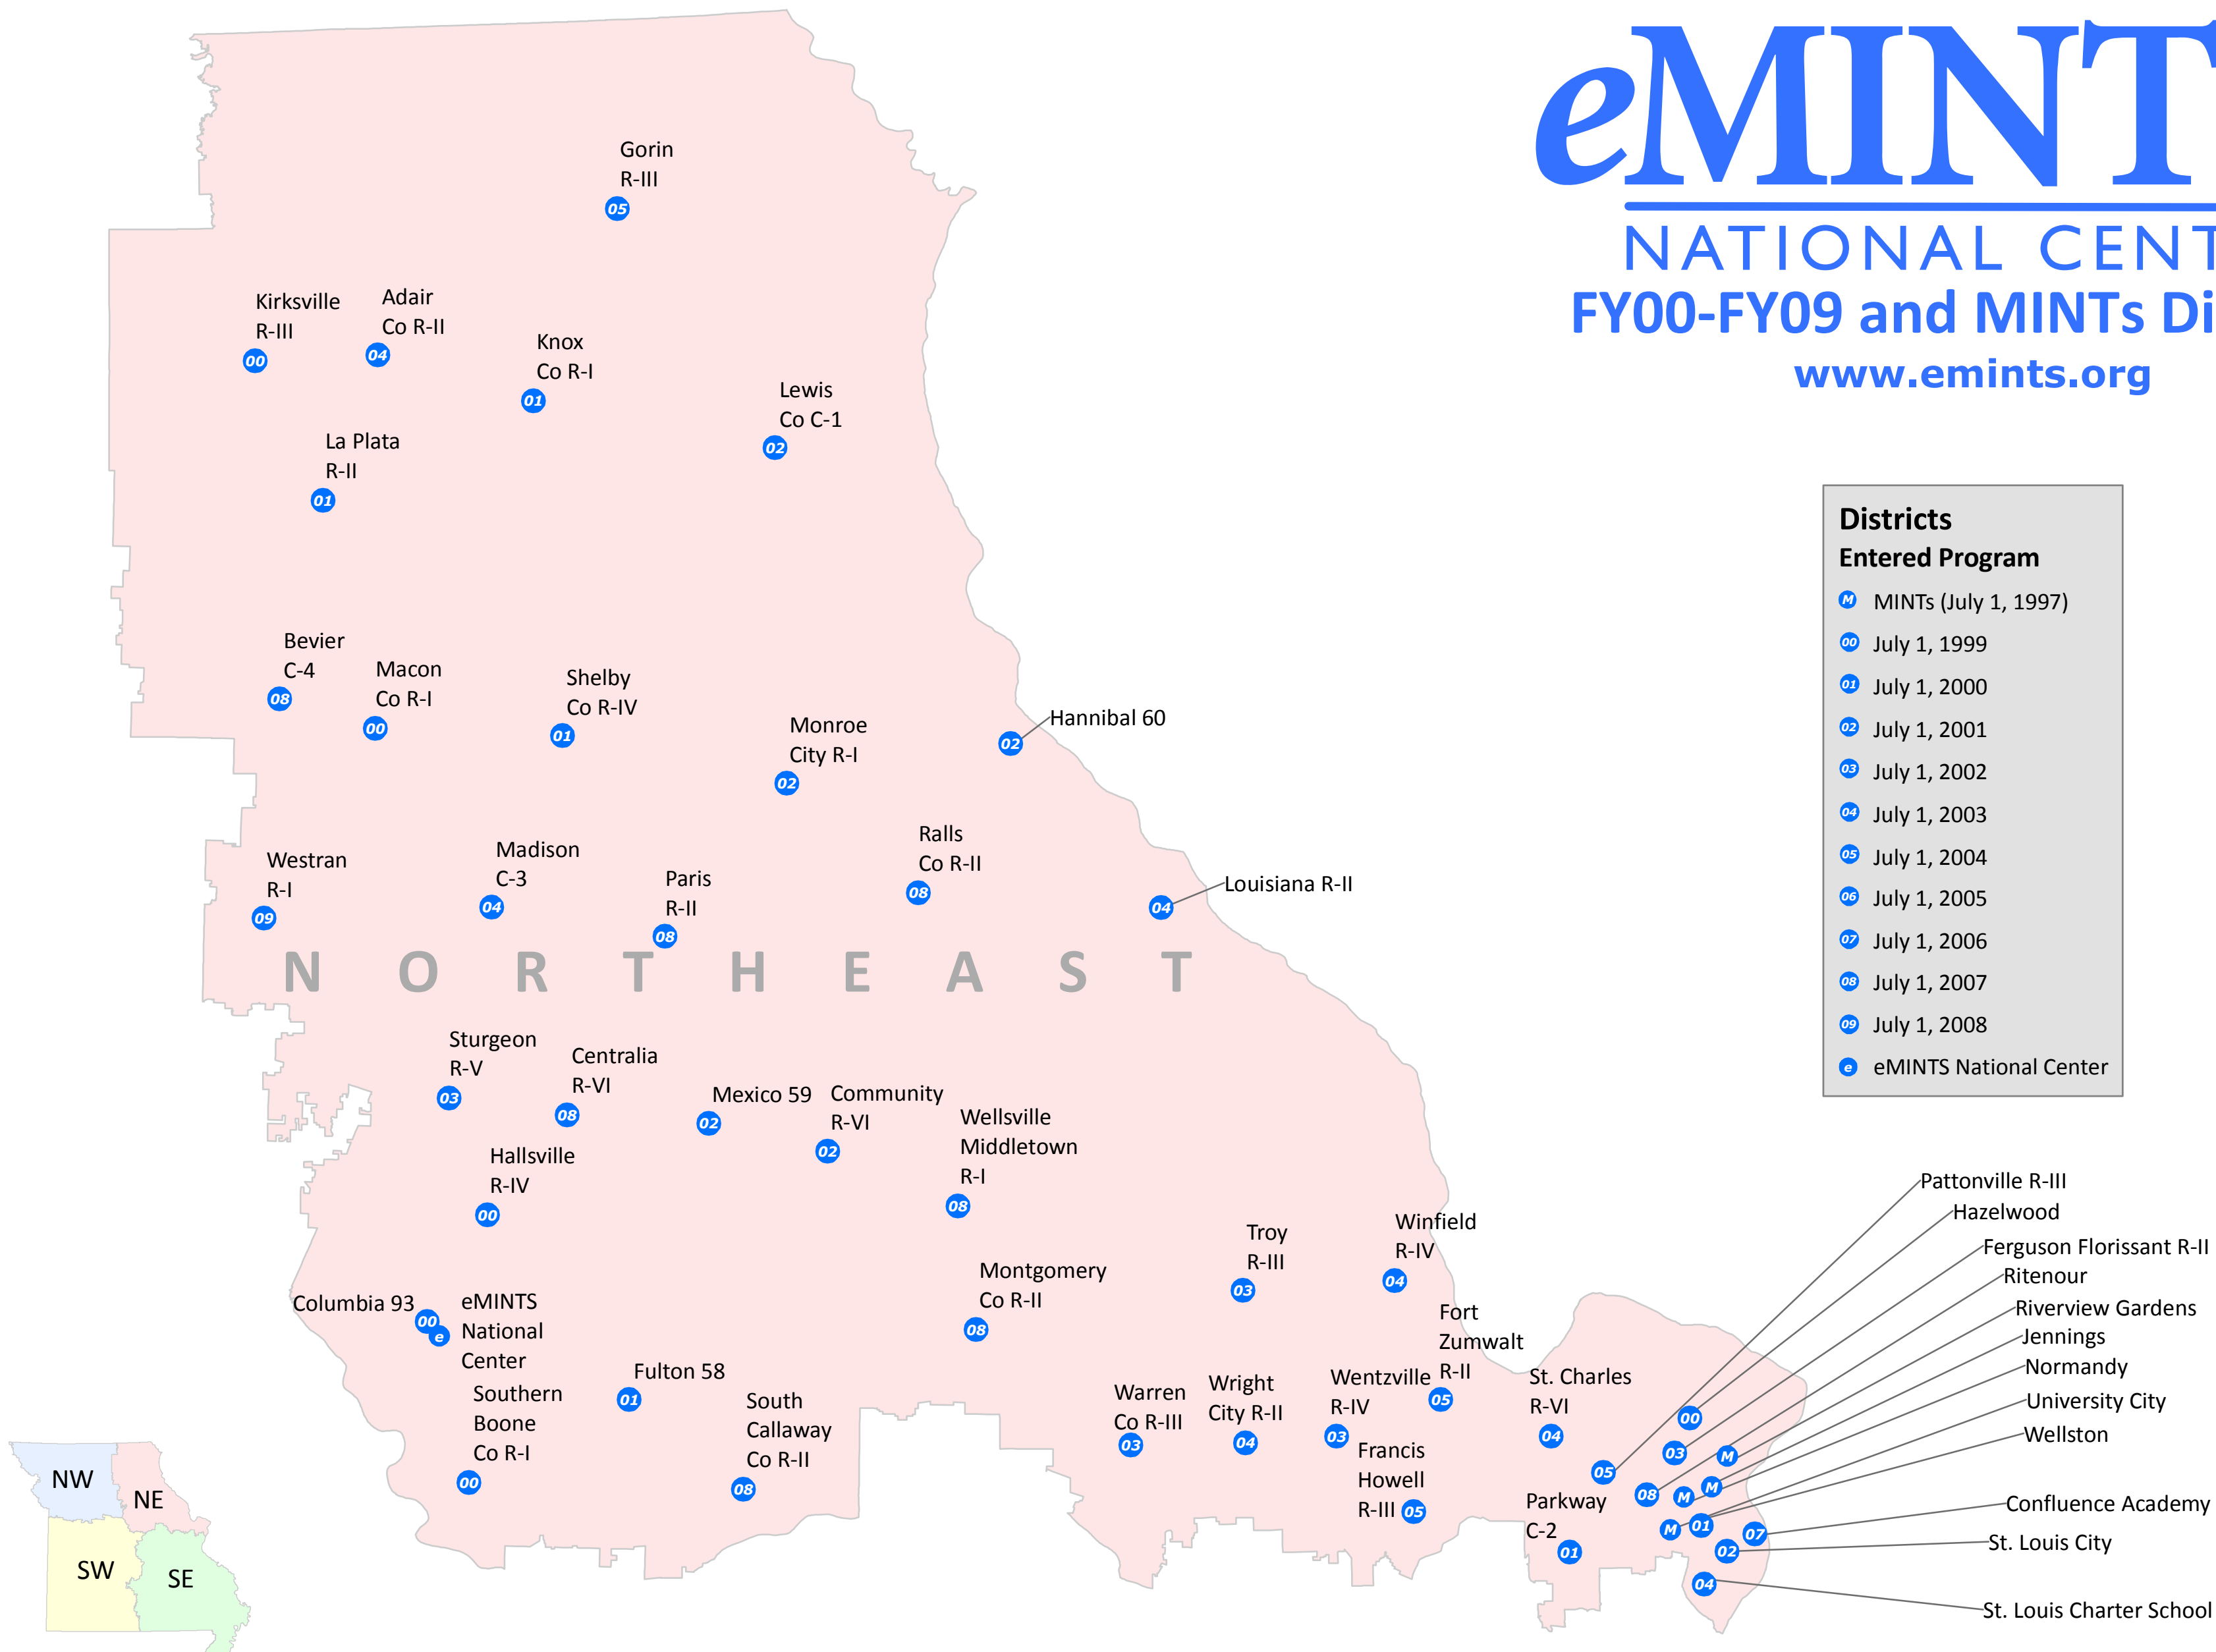 eMINT
NATIONAL CENT
FY00-FY09 and MINTs Di
www.emints.org
Districts
Entered Program
M MINTs (July 1, 1997)
00 July 1, 1999
01 July 1, 2000
02 July 1, 2001
03 July 1, 2002
04 July 1, 2003
05 July 1, 2004
06 July 1, 2005
07 July 1, 2006
08 July 1, 2007
09 July 1, 2008
e eMINTS National Center
Gorin
R-III
05
Kirksville
R-III
00
Adair
Co R-II
04
Knox
Co R-I
01
Lewis
Co C-1
02
La Plata
R-II
01
Bevier
C-4
08
Macon
Co R-I
00
Shelby
Co R-IV
01
Monroe
City R-I
02
Hannibal 60
02
Westran
R-I
09
Madison
C-3
04
Paris
R-II
08
Ralls
Co R-II
08
Louisiana R-II
04
NORTHEAST
Sturgeon
R-V
03
Centralia
R-VI
08
Mexico 59
02
Community
R-VI
02
Wellsville
Middletown
R-I
08
Hallsville
R-IV
00
Columbia 93
00
eMINTS
National
Center
e
Southern
Boone
Co R-I
00
Fulton 58
01
South
Callaway
Co R-II
08
Montgomery
Co R-II
08
Troy
R-III
03
Winfield
R-IV
04
Warren
Co R-III
03
Wright
City R-II
04
Wentzville
R-IV
03
Fort
Zumwalt
R-II
05
Francis
Howell
R-III
05
St. Charles
R-VI
04
Parkway
C-2
01
Pattonville R-III
05
Hazelwood
00
Ferguson Florissant R-II
03
Ritenour
08
Riverview Gardens
M
Jennings
M
Normandy
M
University City
M
Wellston
01
Confluence Academy
07
St. Louis City
02
St. Louis Charter School
04
NW
NE
SW
SE